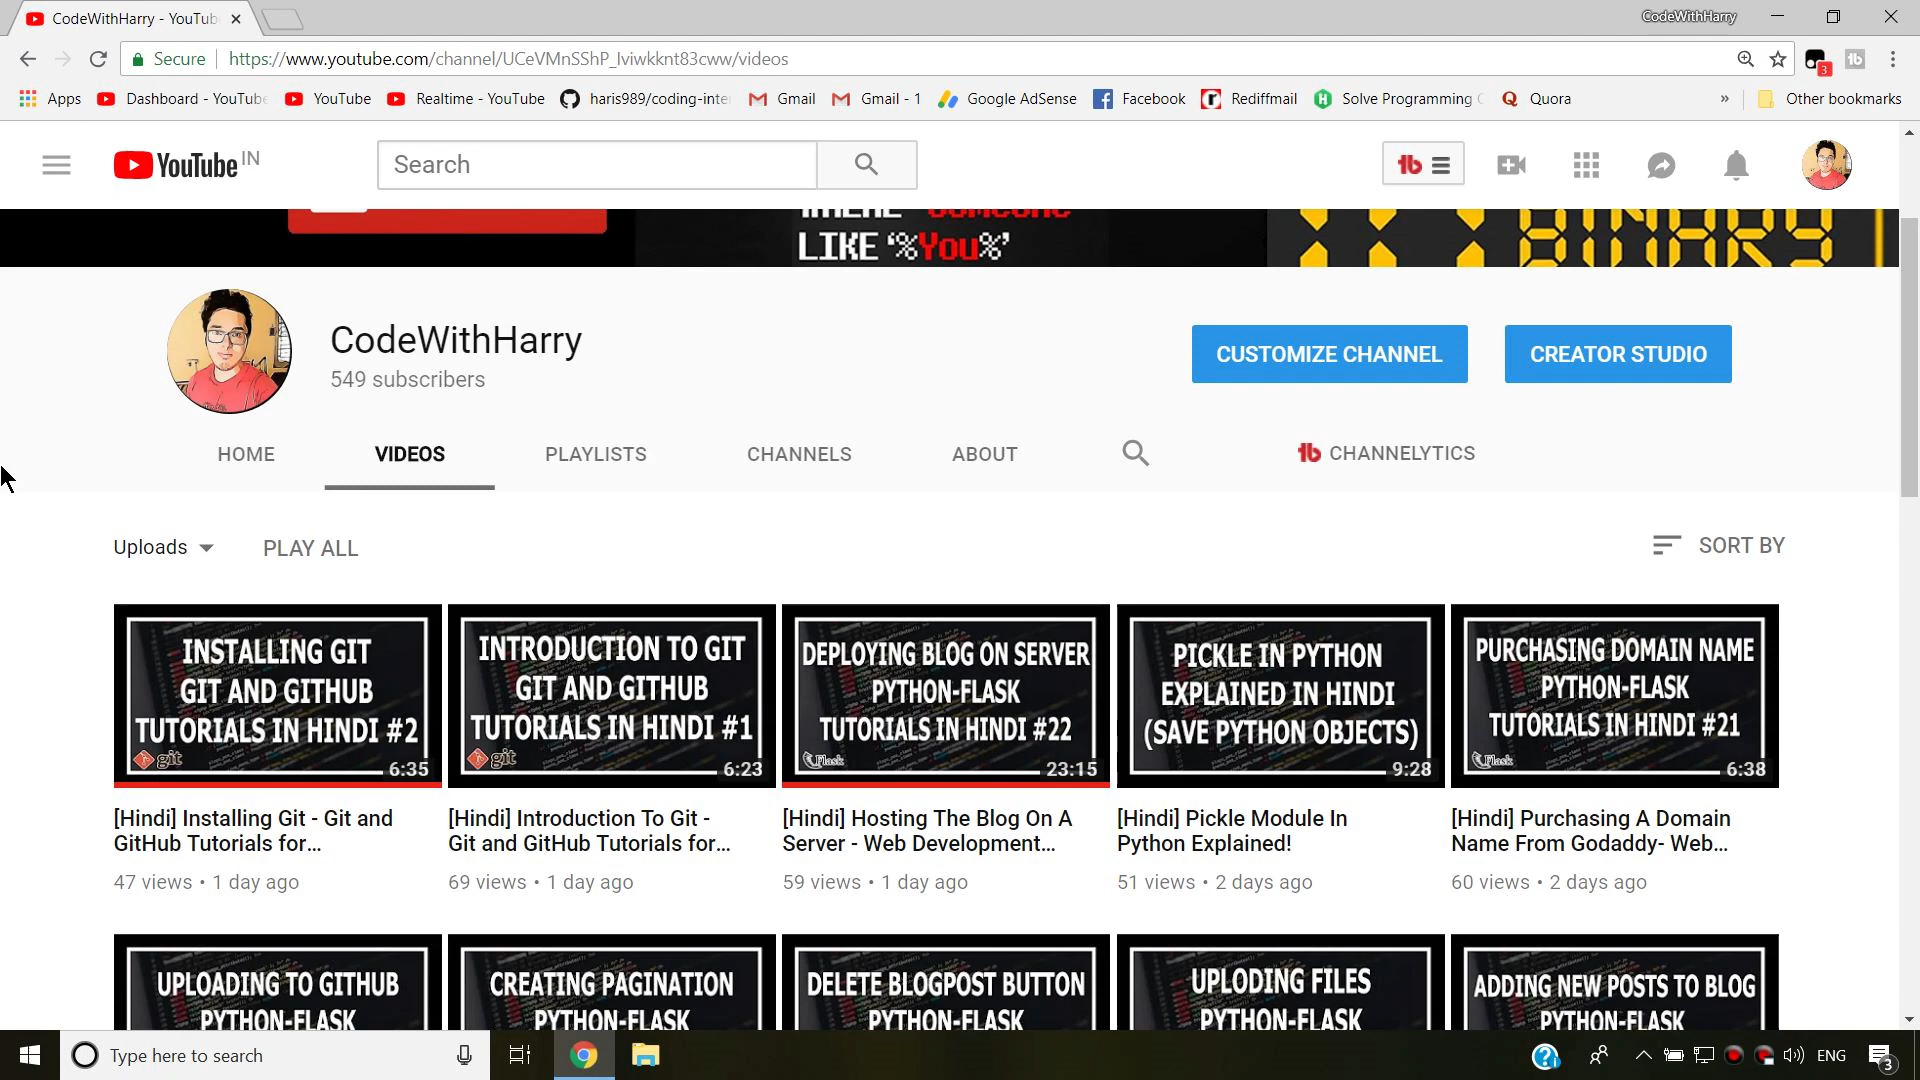 CodeWithHarry - YouTub
CodeWithHarry
Secure
https://www.youtube.com/channel/UCeVMnSShP_Iviwkknt83cww/videos
3
Apps
Dashboard - YouTube
YouTube
Realtime - YouTube
haris989/coding-inte
Gmail
Gmail - 1
Google AdSense
Facebook
Rediffmail
Solve Programming
Quora
»
Other bookmarks
YouTube IN
Search
LIKE ‘%You%’
BINARY
CodeWithHarry
549 subscribers
CUSTOMIZE CHANNEL
CREATOR STUDIO
HOME
VIDEOS
PLAYLISTS
CHANNELS
ABOUT
CHANNELYTICS
Uploads
PLAY ALL
SORT BY
INSTALLING GIT
GIT AND GITHUB
TUTORIALS IN HINDI #2
git
6:35
INTRODUCTION TO GIT
GIT AND GITHUB
TUTORIALS IN HINDI #1
git
6:23
DEPLOYING BLOG ON SERVER
PYTHON-FLASK
TUTORIALS IN HINDI #22
Flask
23:15
PICKLE IN PYTHON
EXPLAINED IN HINDI
(SAVE PYTHON OBJECTS)
9:28
PURCHASING DOMAIN NAME
PYTHON-FLASK
TUTORIALS IN HINDI #21
Flask
6:38
[Hindi] Installing Git - Git and
GitHub Tutorials for...
47 views • 1 day ago
[Hindi] Introduction To Git -
Git and GitHub Tutorials for...
69 views • 1 day ago
[Hindi] Hosting The Blog On A
Server - Web Development...
59 views • 1 day ago
[Hindi] Pickle Module In
Python Explained!
51 views • 2 days ago
[Hindi] Purchasing A Domain
Name From Godaddy- Web...
60 views • 2 days ago
UPLOADING TO GITHUB
PYTHON-FLASK
CREATING PAGINATION
PYTHON-FLASK
DELETE BLOGPOST BUTTON
PYTHON-FLASK
UPLODING FILES
PYTHON-FLASK
ADDING NEW POSTS TO BLOG
PYTHON-FLASK
Type here to search
ENG
3